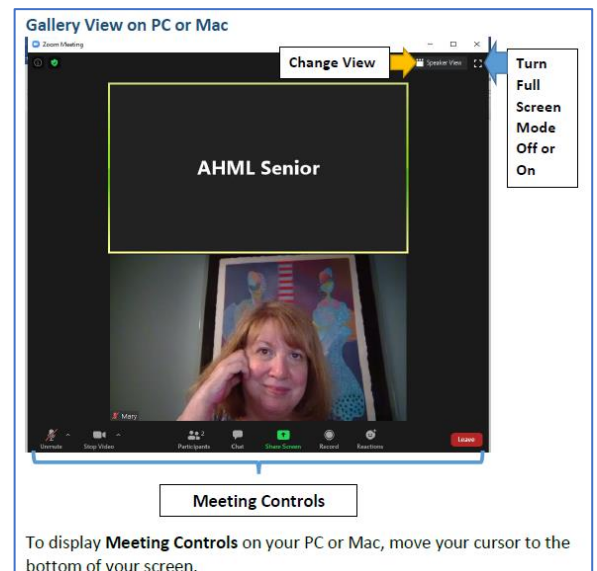 Gallery View on PC or Mac
Zoom Meeting
Change View
Speaker View
Turn
Full
Screen
Mode
Off or
On
AHML Senior
Mary
Unmute
Stop Video
Participants
2
Chat
Share Screen
Record
Reactions
Leave
Meeting Controls
To display Meeting Controls on your PC or Mac, move your cursor to the
bottom of your screen.